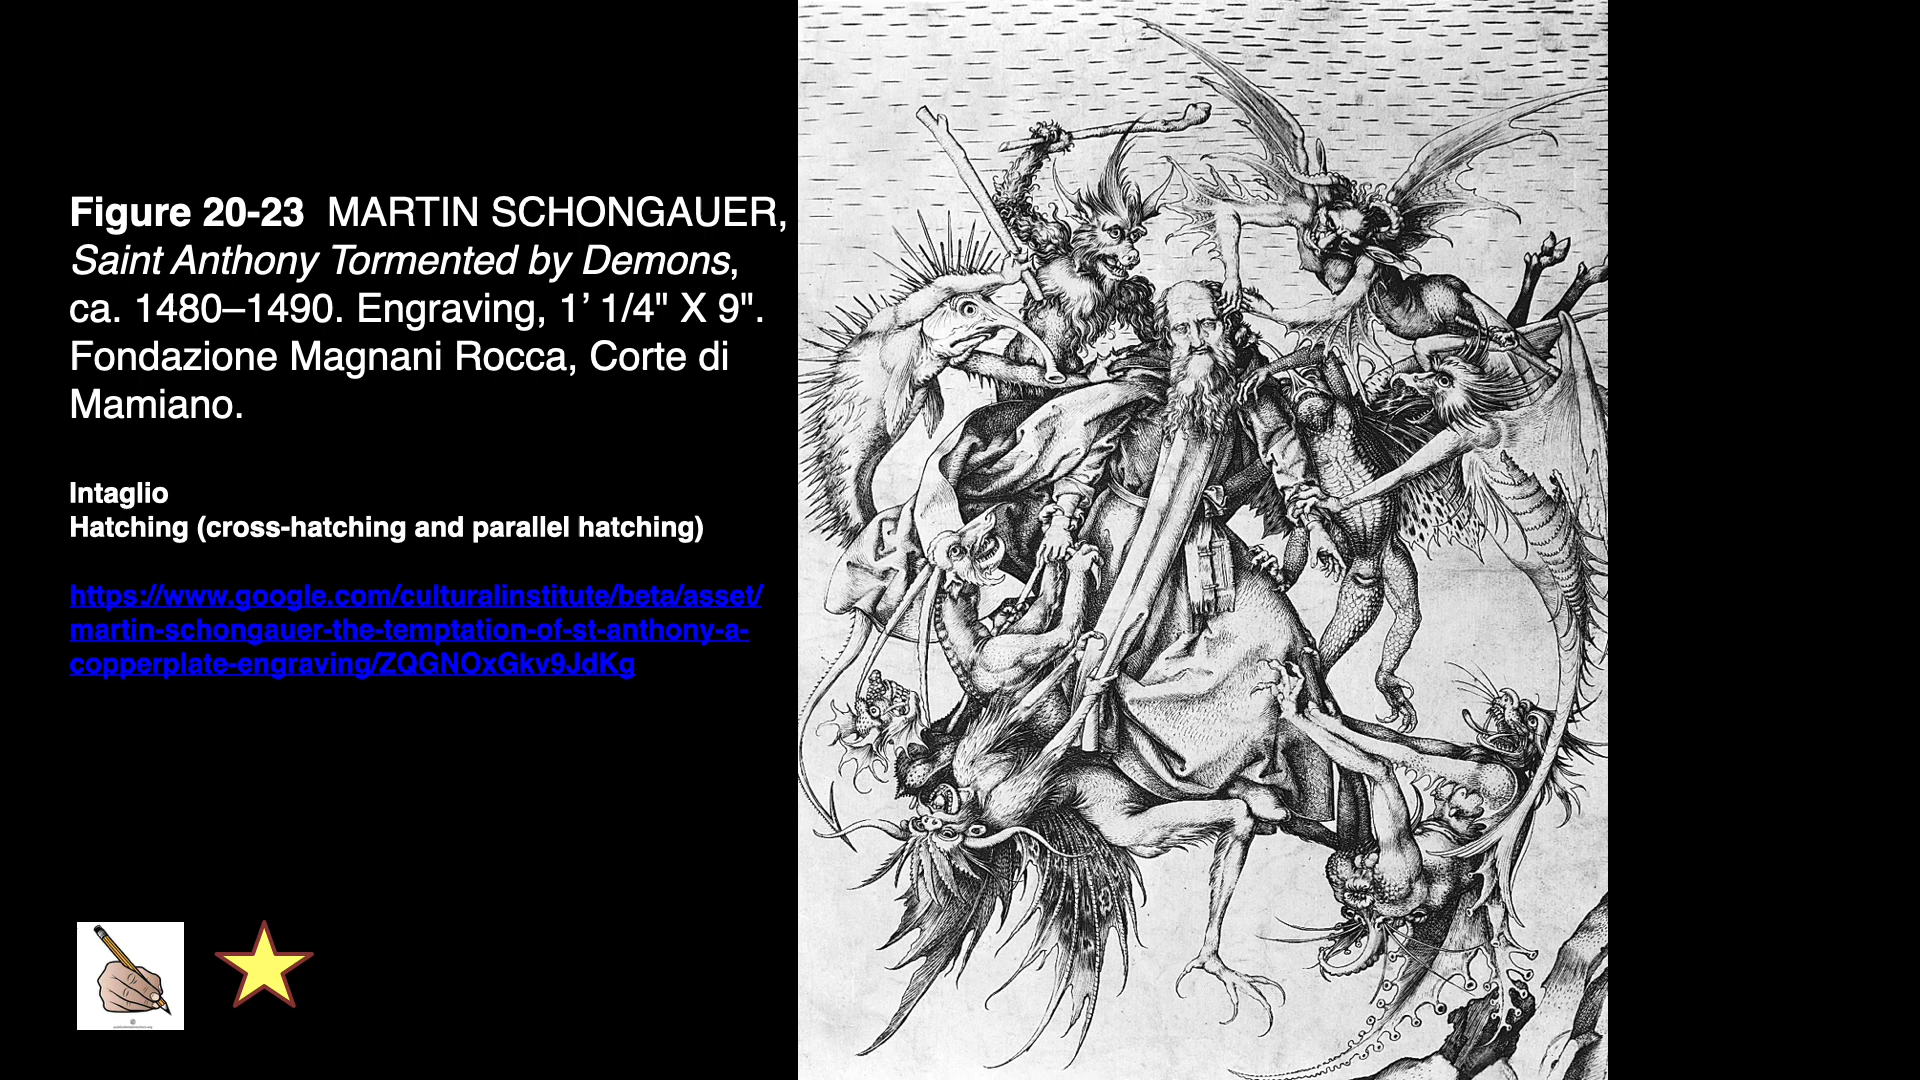 Figure 20-23 MARTIN SCHONGAUER,
Saint Anthony Tormented by Demons,
ca. 1480–1490. Engraving, 1’ 1/4" X 9".
Fondazione Magnani Rocca, Corte di
Mamiano.
Intaglio
Hatching (cross-hatching and parallel hatching)
https://www.google.com/culturalinstitute/beta/asset/
martin-schongauer-the-temptation-of-st-anthony-a-
copperplate-engraving/ZQGNOxGkv9JdKg